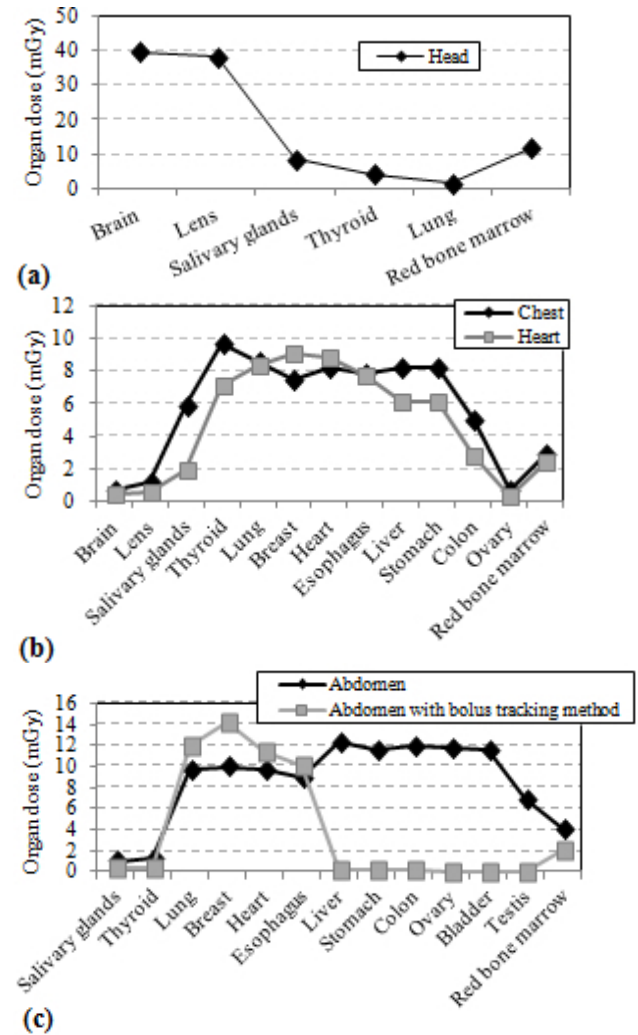 50
40
30
20
10
0
Organ dose (mGy)
Head
Brain
Lens
Salivary glands
Thyroid
Lung
Red bone marrow
(a)
12
10
8
6
4
2
0
Organ dose (mGy)
Chest
Heart
Brain
Lens
Salivary glands
Thyroid
Lung
Breast
Heart
Esophagus
Liver
Stomach
Colon
Ovary
Red bone marrow
(b)
Abdomen
Abdomen with bolus tracking method
16
14
12
10
8
6
4
2
0
Organ dose (mGy)
Salivary glands
Thyroid
Lung
Breast
Heart
Esophagus
Liver
Stomach
Colon
Ovary
Bladder
Testis
Red bone marrow
(c)